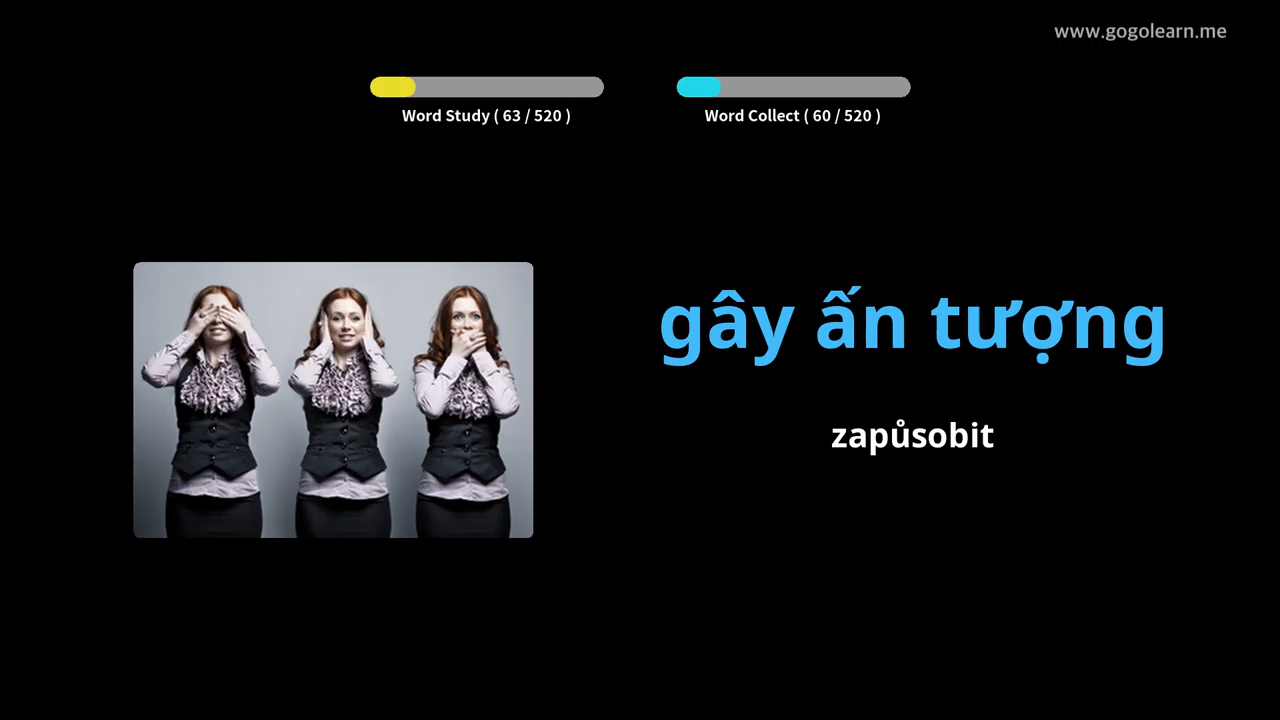 www.gogolearn.me
Word Study ( 63 / 520 )
Word Collect ( 60 / 520 )
gây ấn tượng
zapůsobit